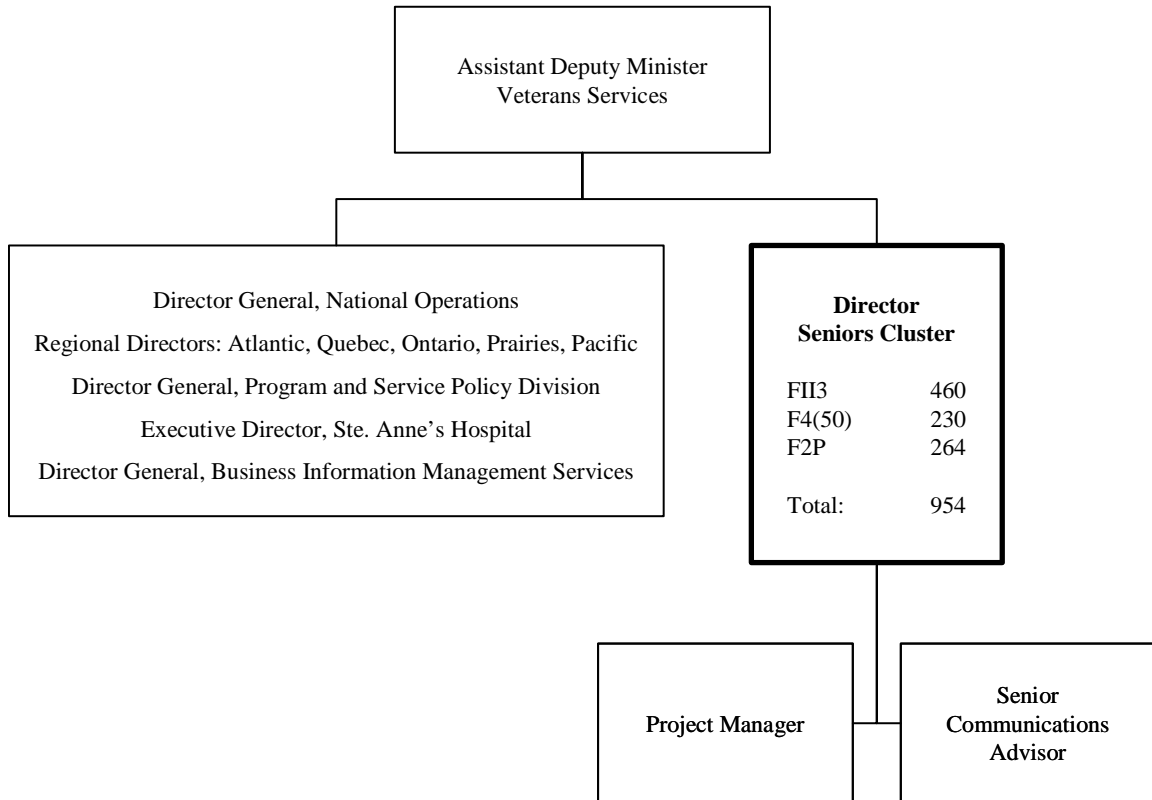 Assistant Deputy Minister
Veterans Services
Director General, National Operations
Regional Directors: Atlantic, Quebec, Ontario, Prairies, Pacific
Director General, Program and Service Policy Division
Executive Director, Ste. Anne's Hospital
Director General, Business Information Management Services
Director
Seniors Cluster
FII3 460
F4(50) 230
F2P 264
Total: 954
Project Manager
Senior
Communications
Advisor